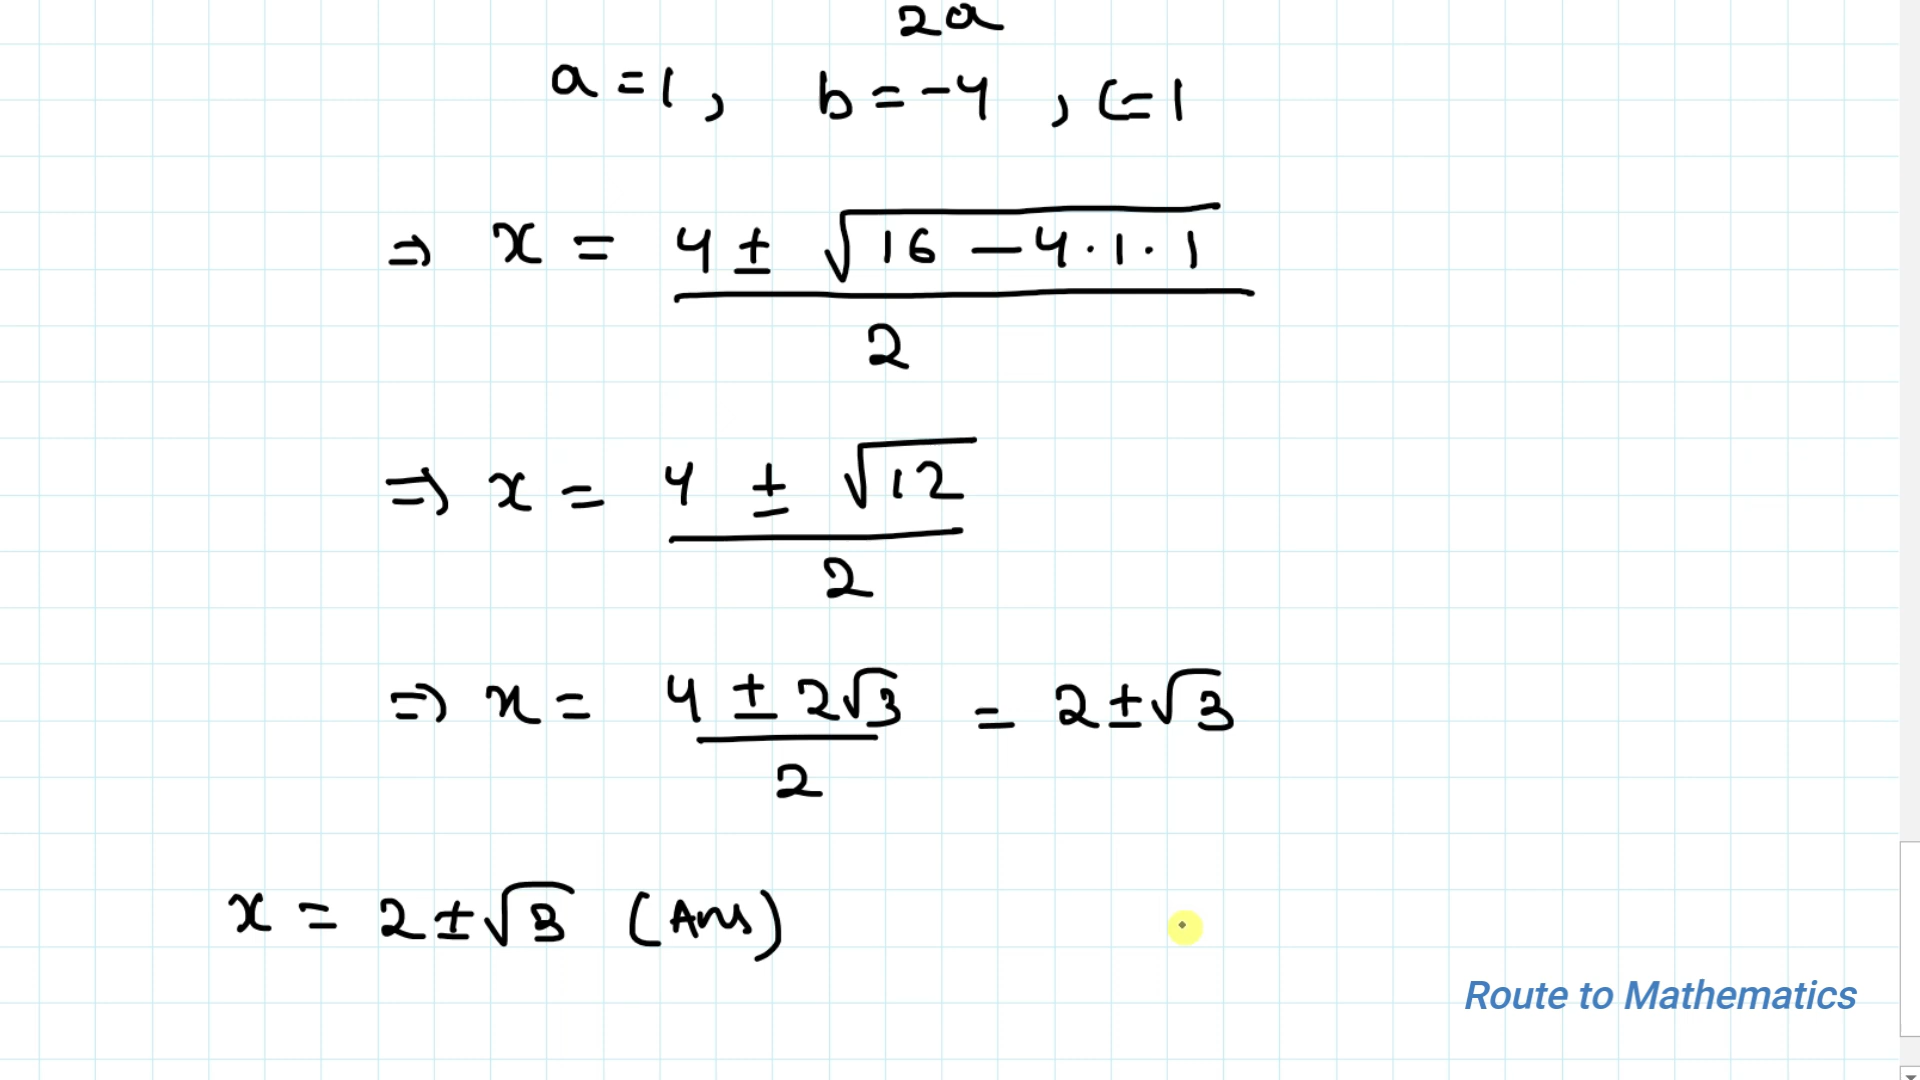 2a
a = 1 , b = -4 , c = 1
⇒ x = (4 ± √(16 - 4·1·1)) / 2
⇒ x = (4 ± √12) / 2
⇒ x = (4 ± 2√3) / 2 = 2 ± √3
x = 2 ± √3 (Ans)
Route to Mathematics